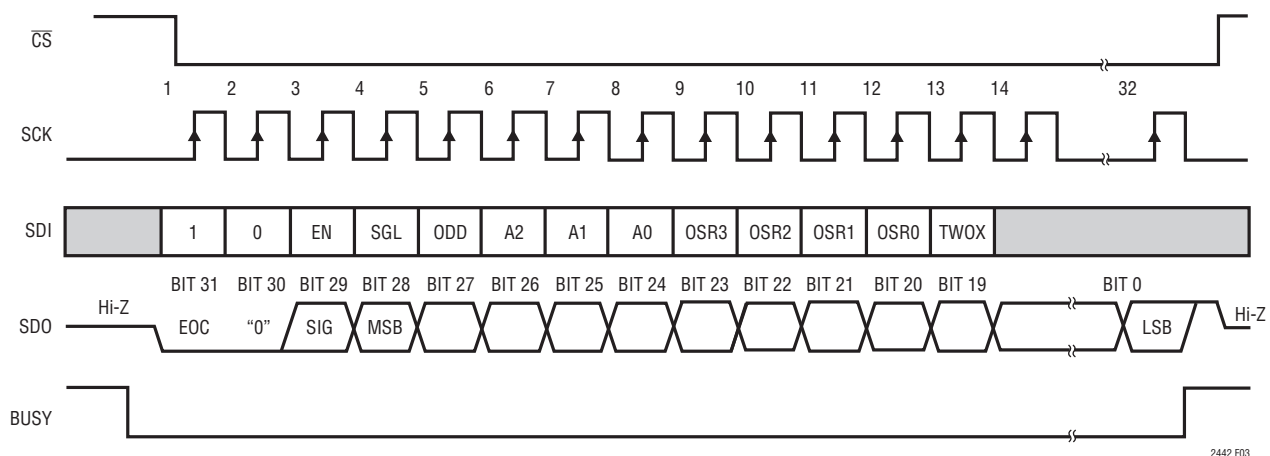 CS
1 2 3 4 5 6 7 8 9 10 11 12 13 14 32
SCK
SDI 1 0 EN SGL ODD A2 A1 A0 OSR3 OSR2 OSR1 OSR0 TWOX
BIT 31 BIT 30 BIT 29 BIT 28 BIT 27 BIT 26 BIT 25 BIT 24 BIT 23 BIT 22 BIT 21 BIT 20 BIT 19 BIT 0
Hi-Z Hi-Z
SDO EOC “0” SIG MSB LSB
BUSY
2442 F03